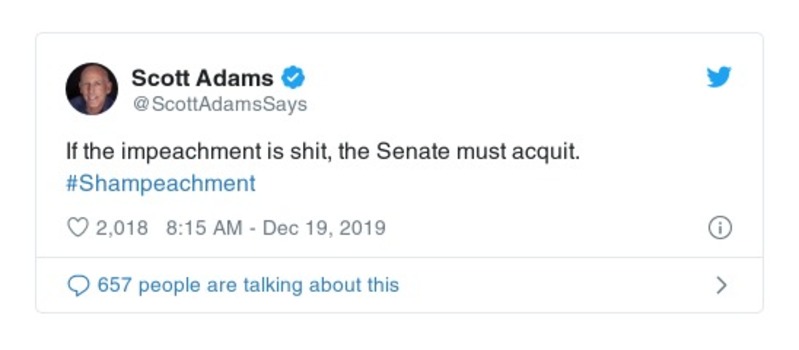 Scott Adams
@ScottAdamsSays
If the impeachment is shit, the Senate must acquit.
#Shampeachment
2,018 8:15 AM - Dec 19, 2019
657 people are talking about this